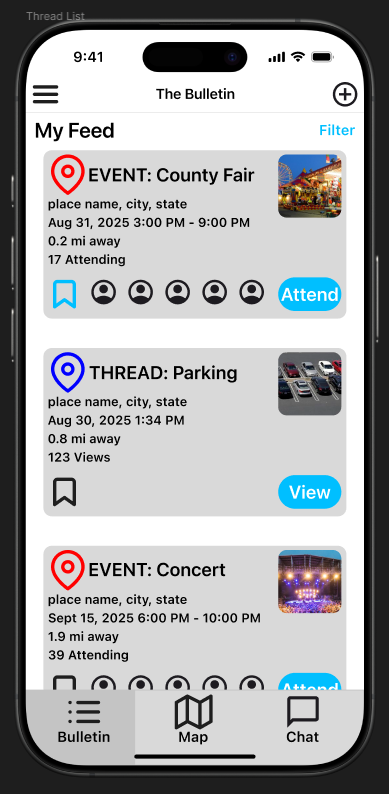 Thread List
9:41
The Bulletin
My Feed
Filter
EVENT: County Fair
place name, city, state
Aug 31, 2025 3:00 PM - 9:00 PM
0.2 mi away
17 Attending
Attend
THREAD: Parking
place name, city, state
Aug 30, 2025 1:34 PM
0.8 mi away
123 Views
View
EVENT: Concert
place name, city, state
Sept 15, 2025 6:00 PM - 10:00 PM
1.9 mi away
39 Attending
Attend
Bulletin
Map
Chat